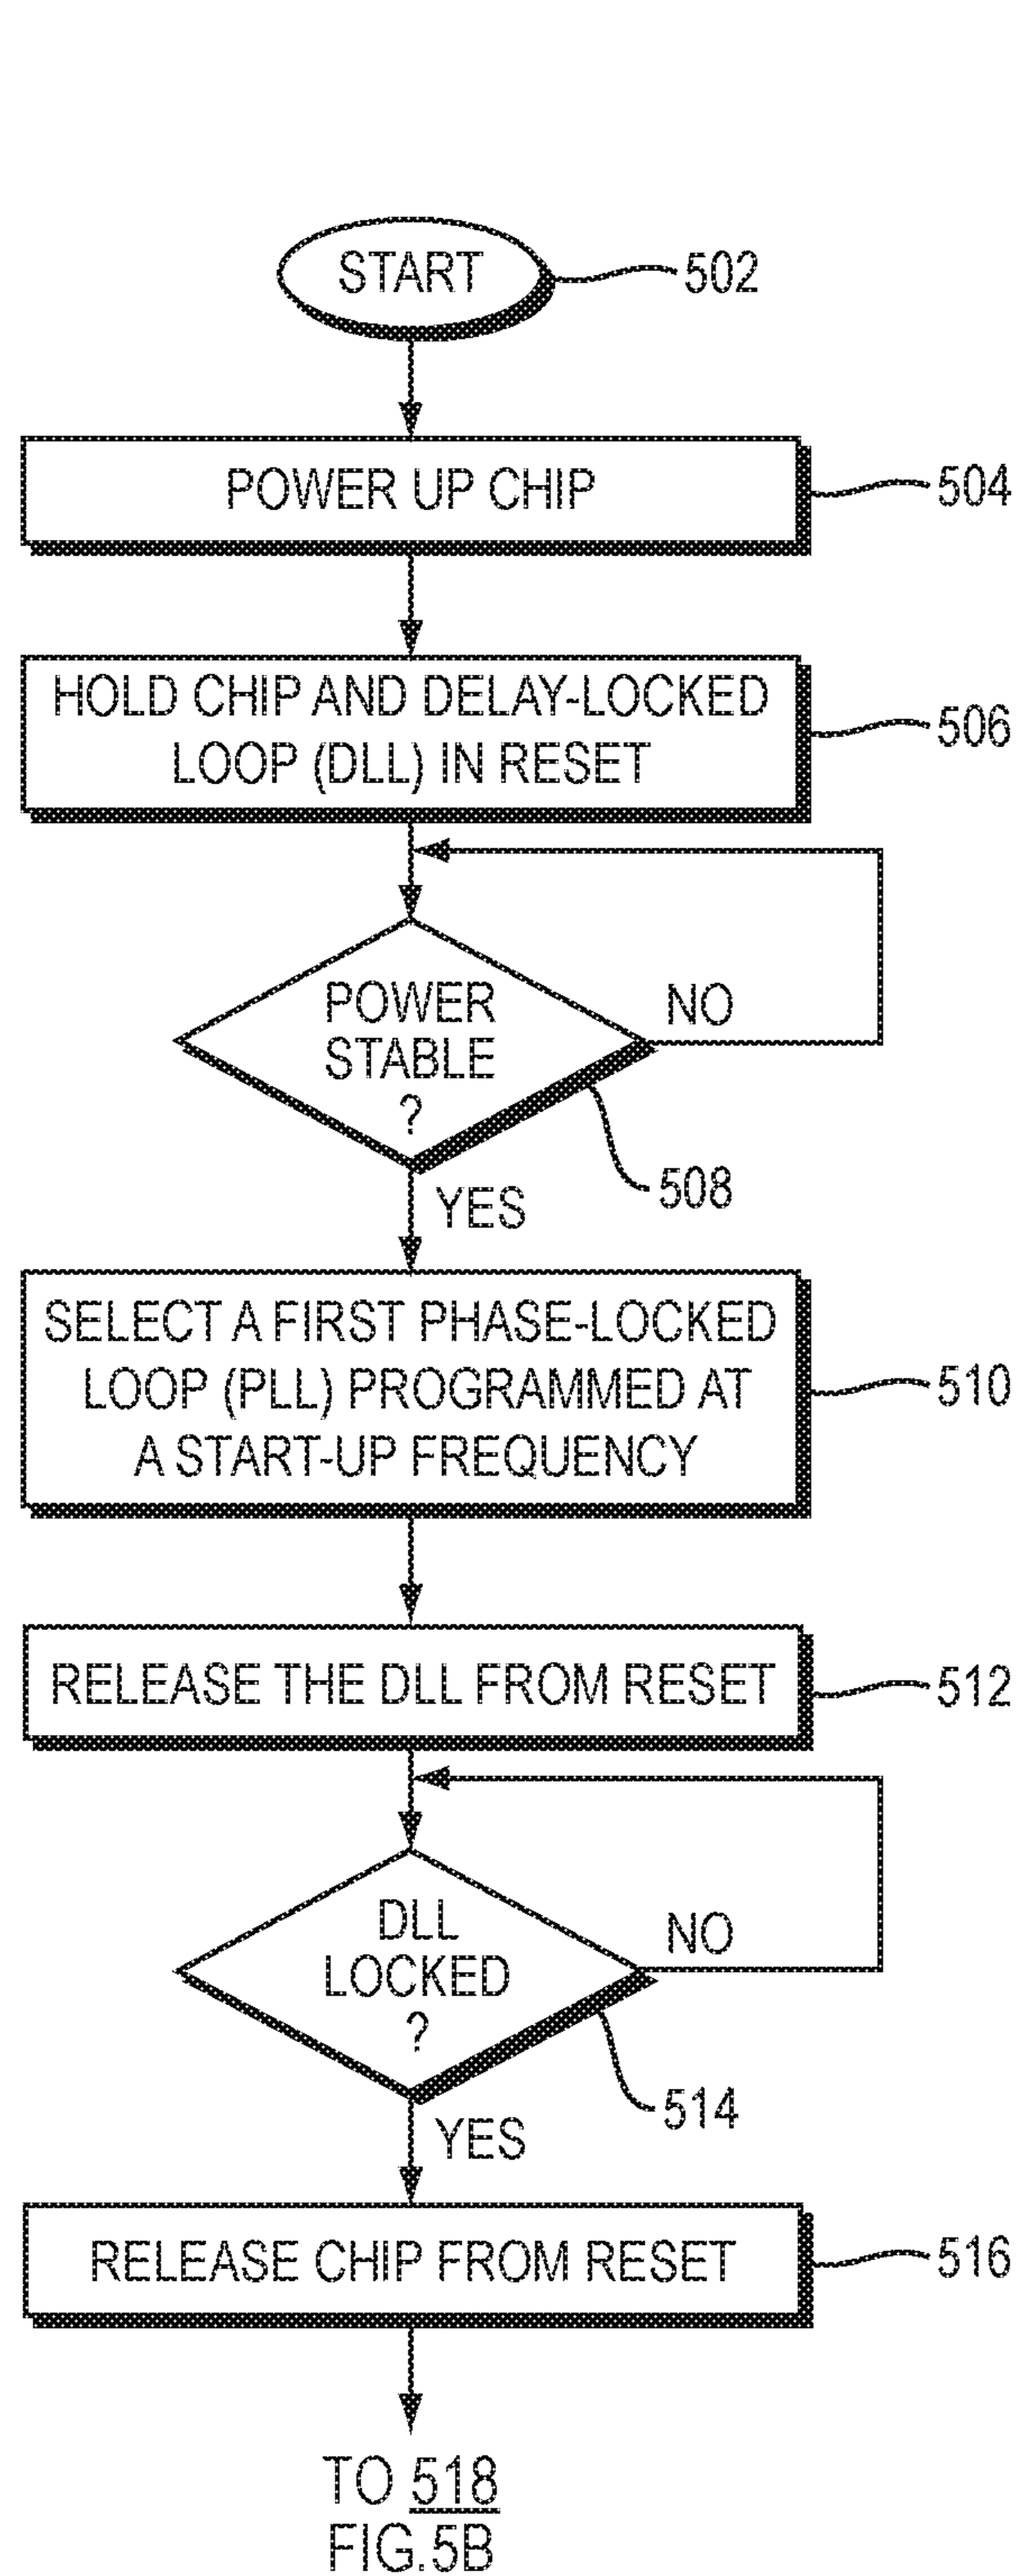 START
502
POWER UP CHIP
504
HOLD CHIP AND DELAY-LOCKED
LOOP (DLL) IN RESET
506
POWER
STABLE
?
NO
508
YES
SELECT A FIRST PHASE-LOCKED
LOOP (PLL) PROGRAMMED AT
A START-UP FREQUENCY
510
RELEASE THE DLL FROM RESET
512
DLL
LOCKED
?
NO
514
YES
RELEASE CHIP FROM RESET
516
TO 518
FIG.5B